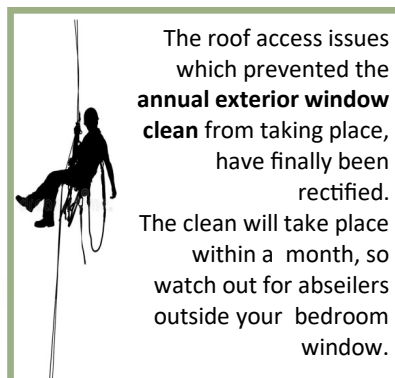 The roof access issues
which prevented the
annual exterior window
clean from taking place,
have finally been
rectified.
The clean will take place
within a month, so
watch out for abseilers
outside your bedroom
window.